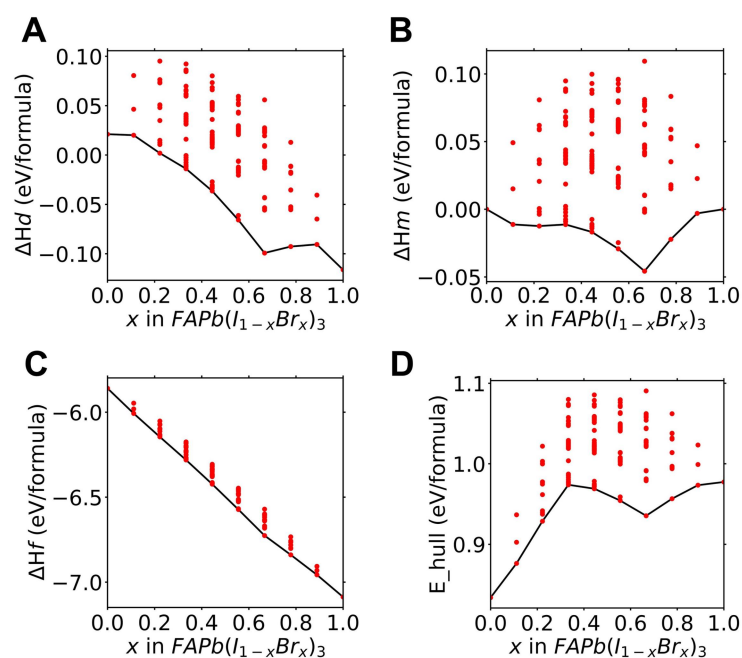 A
ΔHd (eV/formula)
0.10
0.05
0.00
−0.05
−0.10
0.0 0.2 0.4 0.6 0.8 1.0
x in FAPb(I₁₋ₓBrₓ)₃
B
ΔHm (eV/formula)
0.10
0.05
0.00
−0.05
0.0 0.2 0.4 0.6 0.8 1.0
x in FAPb(I₁₋ₓBrₓ)₃
C
ΔHf (eV/formula)
−6.0
−6.5
−7.0
0.0 0.2 0.4 0.6 0.8 1.0
x in FAPb(I₁₋ₓBrₓ)₃
D
E_hull (eV/formula)
1.1
1.0
0.9
0.0 0.2 0.4 0.6 0.8 1.0
x in FAPb(I₁₋ₓBrₓ)₃